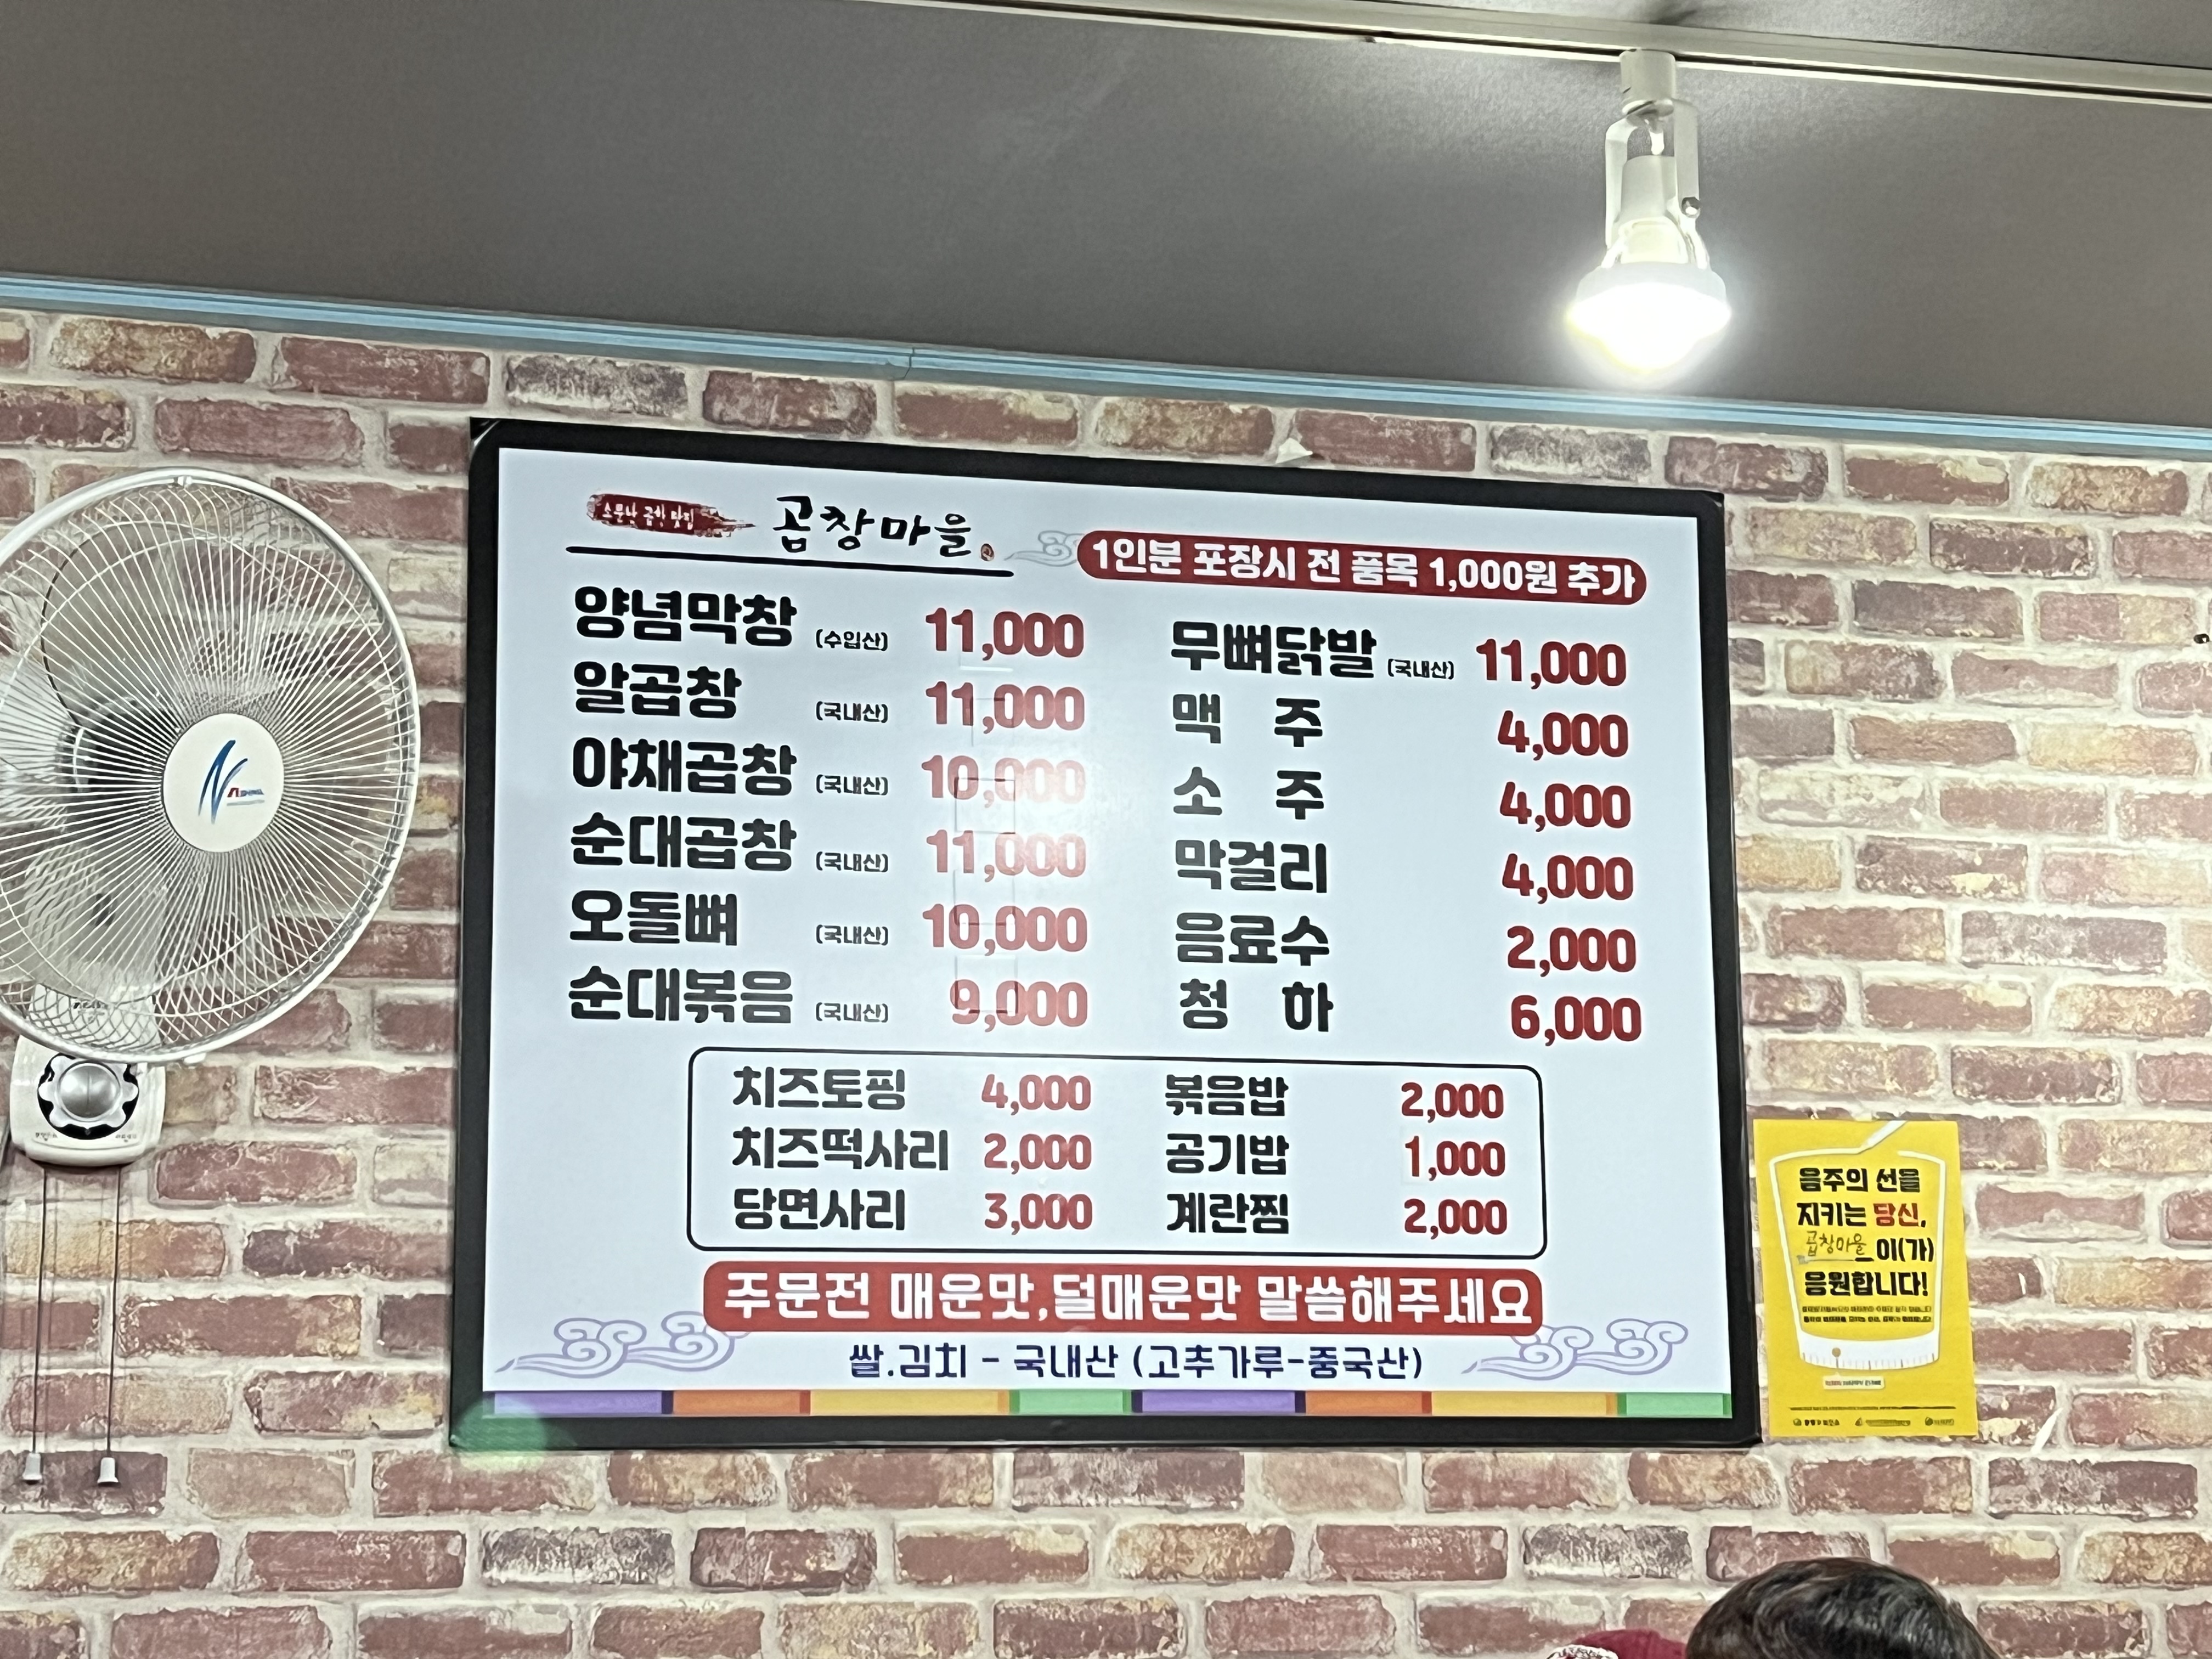 소문난 곱창 맛집 곱창마을
1인분 포장시 전 품목 1,000원 추가
양념막창 (수입산) 11,000
알곱창 (국내산) 11,000
야채곱창 (국내산) 10,000
순대곱창 (국내산) 11,000
오돌뼈 (국내산) 10,000
순대볶음 (국내산) 9,000
무뼈닭발 (국내산) 11,000
맥 주 4,000
소 주 4,000
막걸리 4,000
음료수 2,000
청 하 6,000
치즈토핑 4,000
치즈떡사리 2,000
당면사리 3,000
볶음밥 2,000
공기밥 1,000
계란찜 2,000
주문전 매운맛,덜매운맛 말씀해주세요
쌀.김치 - 국내산 (고추가루-중국산)
음주의 선을
지키는 당신,
곱창마을 이(가)
응원합니다!